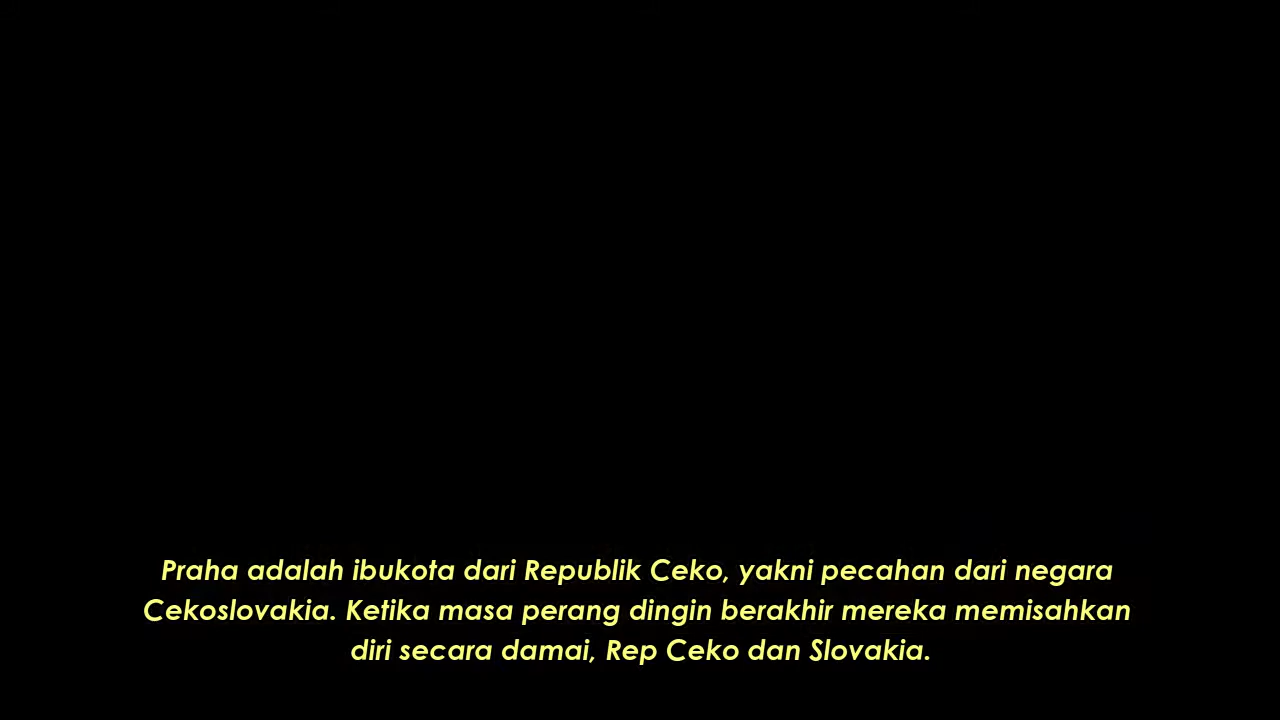 Praha adalah ibukota dari Republik Ceko, yakni pecahan dari negara
Cekoslovakia. Ketika masa perang dingin berakhir mereka memisahkan
diri secara damai, Rep Ceko dan Slovakia.